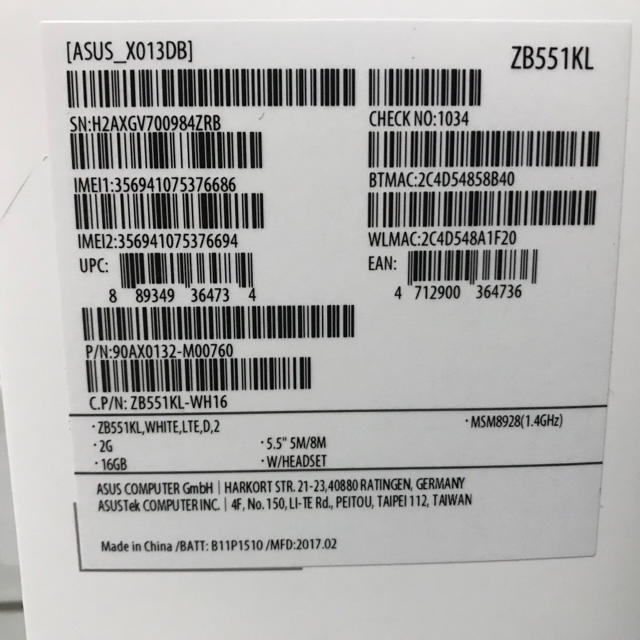 [ASUS_X013DB]
ZB551KL
SN:H2AXGV700984ZRB
CHECK NO:1034
IMEI1:356941075376686
BTMAC:2C4D54858B40
IMEI2:356941075376694
WLMAC:2C4D548A1F20
UPC:
8 89349 36473 4
EAN:
4 712900 364736
P/N:90AX0132-M00760
C.P/N: ZB551KL-WH16
· ZB551KL,WHITE,LTE,D,2
· MSM8928(1.4GHz)
· 2G
· 5.5" 5M/8M
· 16GB
· W/HEADSET
ASUS COMPUTER GmbH | HARKORT STR. 21-23,40880 RATINGEN, GERMANY
ASUSTek COMPUTER INC. | 4F, No. 150, LI-TE Rd., PEITOU, TAIPEI 112, TAIWAN
Made in China /BATT: B11P1510 /MFD:2017.02